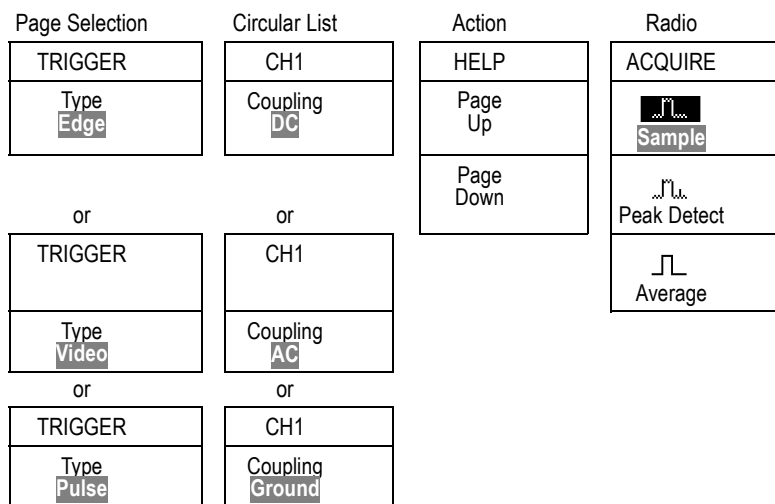 Page Selection
TRIGGER
Type
Edge
or
TRIGGER
Type
Video
or
TRIGGER
Type
Pulse
Circular List
CH1
Coupling
DC
or
CH1
Coupling
AC
or
CH1
Coupling
Ground
Action
HELP
Page
Up
Page
Down
Radio
ACQUIRE
Sample
Peak Detect
Average